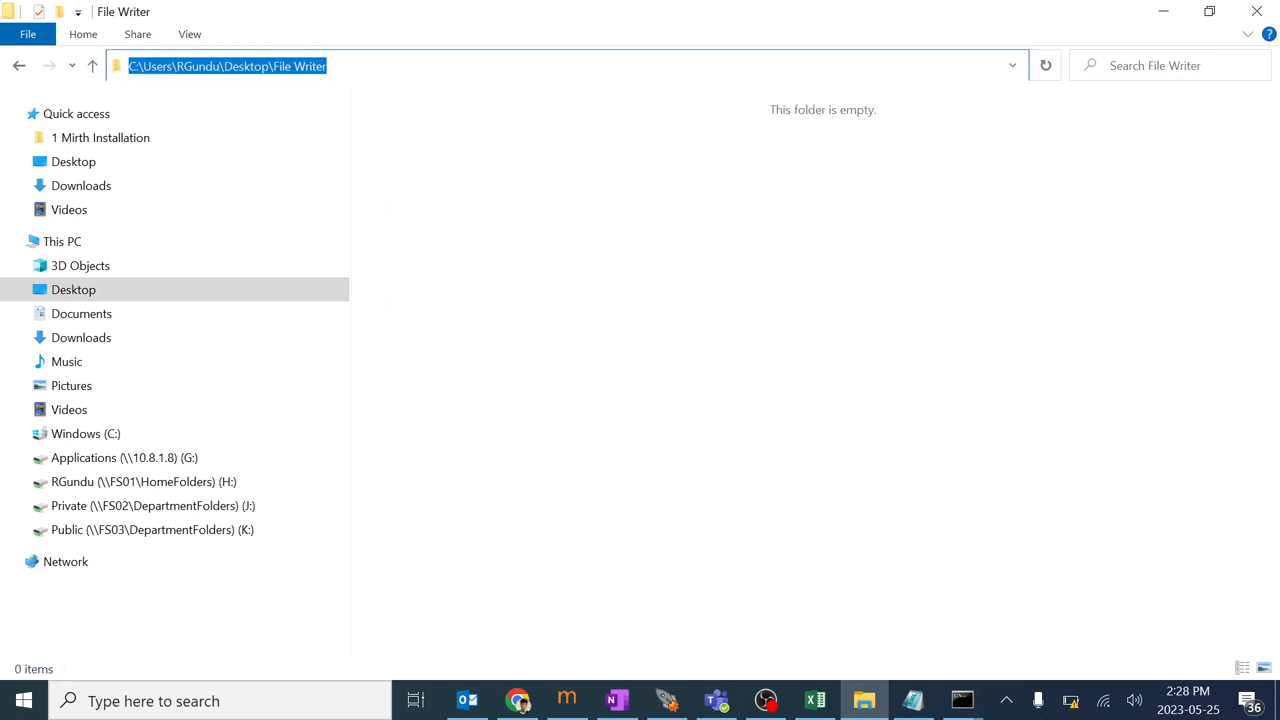 File Writer
File
Home
Share
View
?
C:\Users\RGundu\Desktop\File Writer
Search File Writer
Quick access
1 Mirth Installation
Desktop
Downloads
Videos
This PC
3D Objects
Desktop
Documents
Downloads
Music
Pictures
Videos
Windows (C:)
Applications (\\10.8.1.8) (G:)
RGundu (\\FS01\HomeFolders) (H:)
Private (\\FS02\DepartmentFolders) (J:)
Public (\\FS03\DepartmentFolders) (K:)
Network
This folder is empty.
0 items
Type here to search
2:28 PM
2023-05-25
36